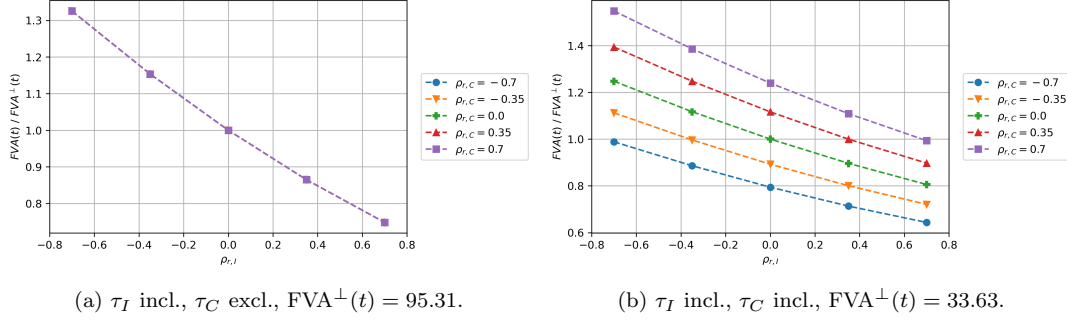 1.3
1.2
1.1
1.0
0.9
0.8
FVA(t) / FVA⊥(t)
−0.8 −0.6 −0.4 −0.2 0.0 0.2 0.4 0.6 0.8
ρr,I
ρr,C = −0.7
ρr,C = −0.35
ρr,C = 0.0
ρr,C = 0.35
ρr,C = 0.7
(a) τI incl., τC excl., FVA⊥(t) = 95.31.
1.4
1.2
1.0
0.8
0.6
FVA(t) / FVA⊥(t)
−0.8 −0.6 −0.4 −0.2 0.0 0.2 0.4 0.6 0.8
ρr,I
ρr,C = −0.7
ρr,C = −0.35
ρr,C = 0.0
ρr,C = 0.35
ρr,C = 0.7
(b) τI incl., τC incl., FVA⊥(t) = 33.63.